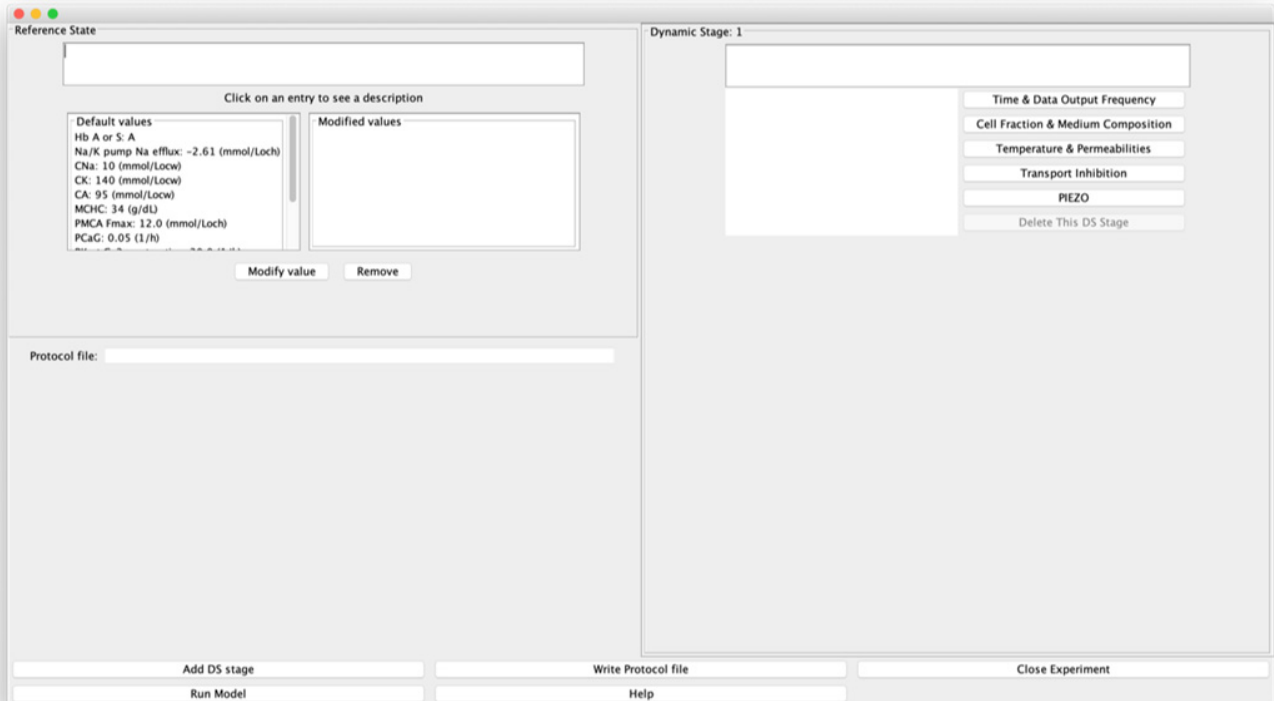 Reference State
Click on an entry to see a description
Default values
Hb A or S: A
Na/K pump Na efflux: -2.61 (mmol/Loch)
CNa: 10 (mmol/Locw)
CK: 140 (mmol/Locw)
CA: 95 (mmol/Locw)
MCHC: 34 (g/dL)
PMCA Fmax: 12.0 (mmol/Loch)
PCaG: 0.05 (1/h)
Modified values
Modify value
Remove
Protocol file:
Dynamic Stage: 1
Time & Data Output Frequency
Cell Fraction & Medium Composition
Temperature & Permeabilities
Transport Inhibition
PIEZO
Delete This DS Stage
Add DS stage
Write Protocol file
Close Experiment
Run Model
Help